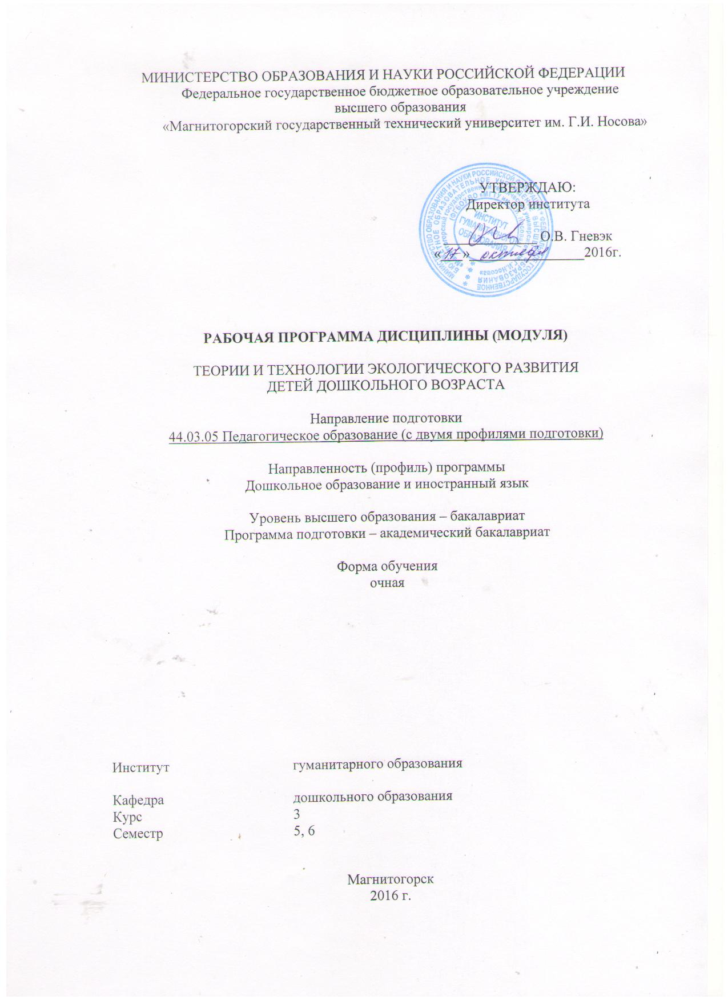 МИНИСТЕРСТВО ОБРАЗОВАНИЯ И НАУКИ РОССИЙСКОЙ ФЕДЕРАЦИИ
Федеральное государственное бюджетное образовательное учреждение
высшего образования
«Магнитогорский государственный технический университет им. Г.И. Носова»
УТВЕРЖДАЮ:
Директор института
О.В. Гневэк
«17» октября 2016г.
ИНСТИТУТ
ГУМАНИТАРНОГО
ОБРАЗОВАНИЯ
РАБОЧАЯ ПРОГРАММА ДИСЦИПЛИНЫ (МОДУЛЯ)
ТЕОРИИ И ТЕХНОЛОГИИ ЭКОЛОГИЧЕСКОГО РАЗВИТИЯ
ДЕТЕЙ ДОШКОЛЬНОГО ВОЗРАСТА
Направление подготовки
44.03.05 Педагогическое образование (с двумя профилями подготовки)
Направленность (профиль) программы
Дошкольное образование и иностранный язык
Уровень высшего образования – бакалавриат
Программа подготовки – академический бакалавриат
Форма обучения
очная
Институт гуманитарного образования
Кафедра дошкольного образования
Курс 3
Семестр 5, 6
Магнитогорск
2016 г.